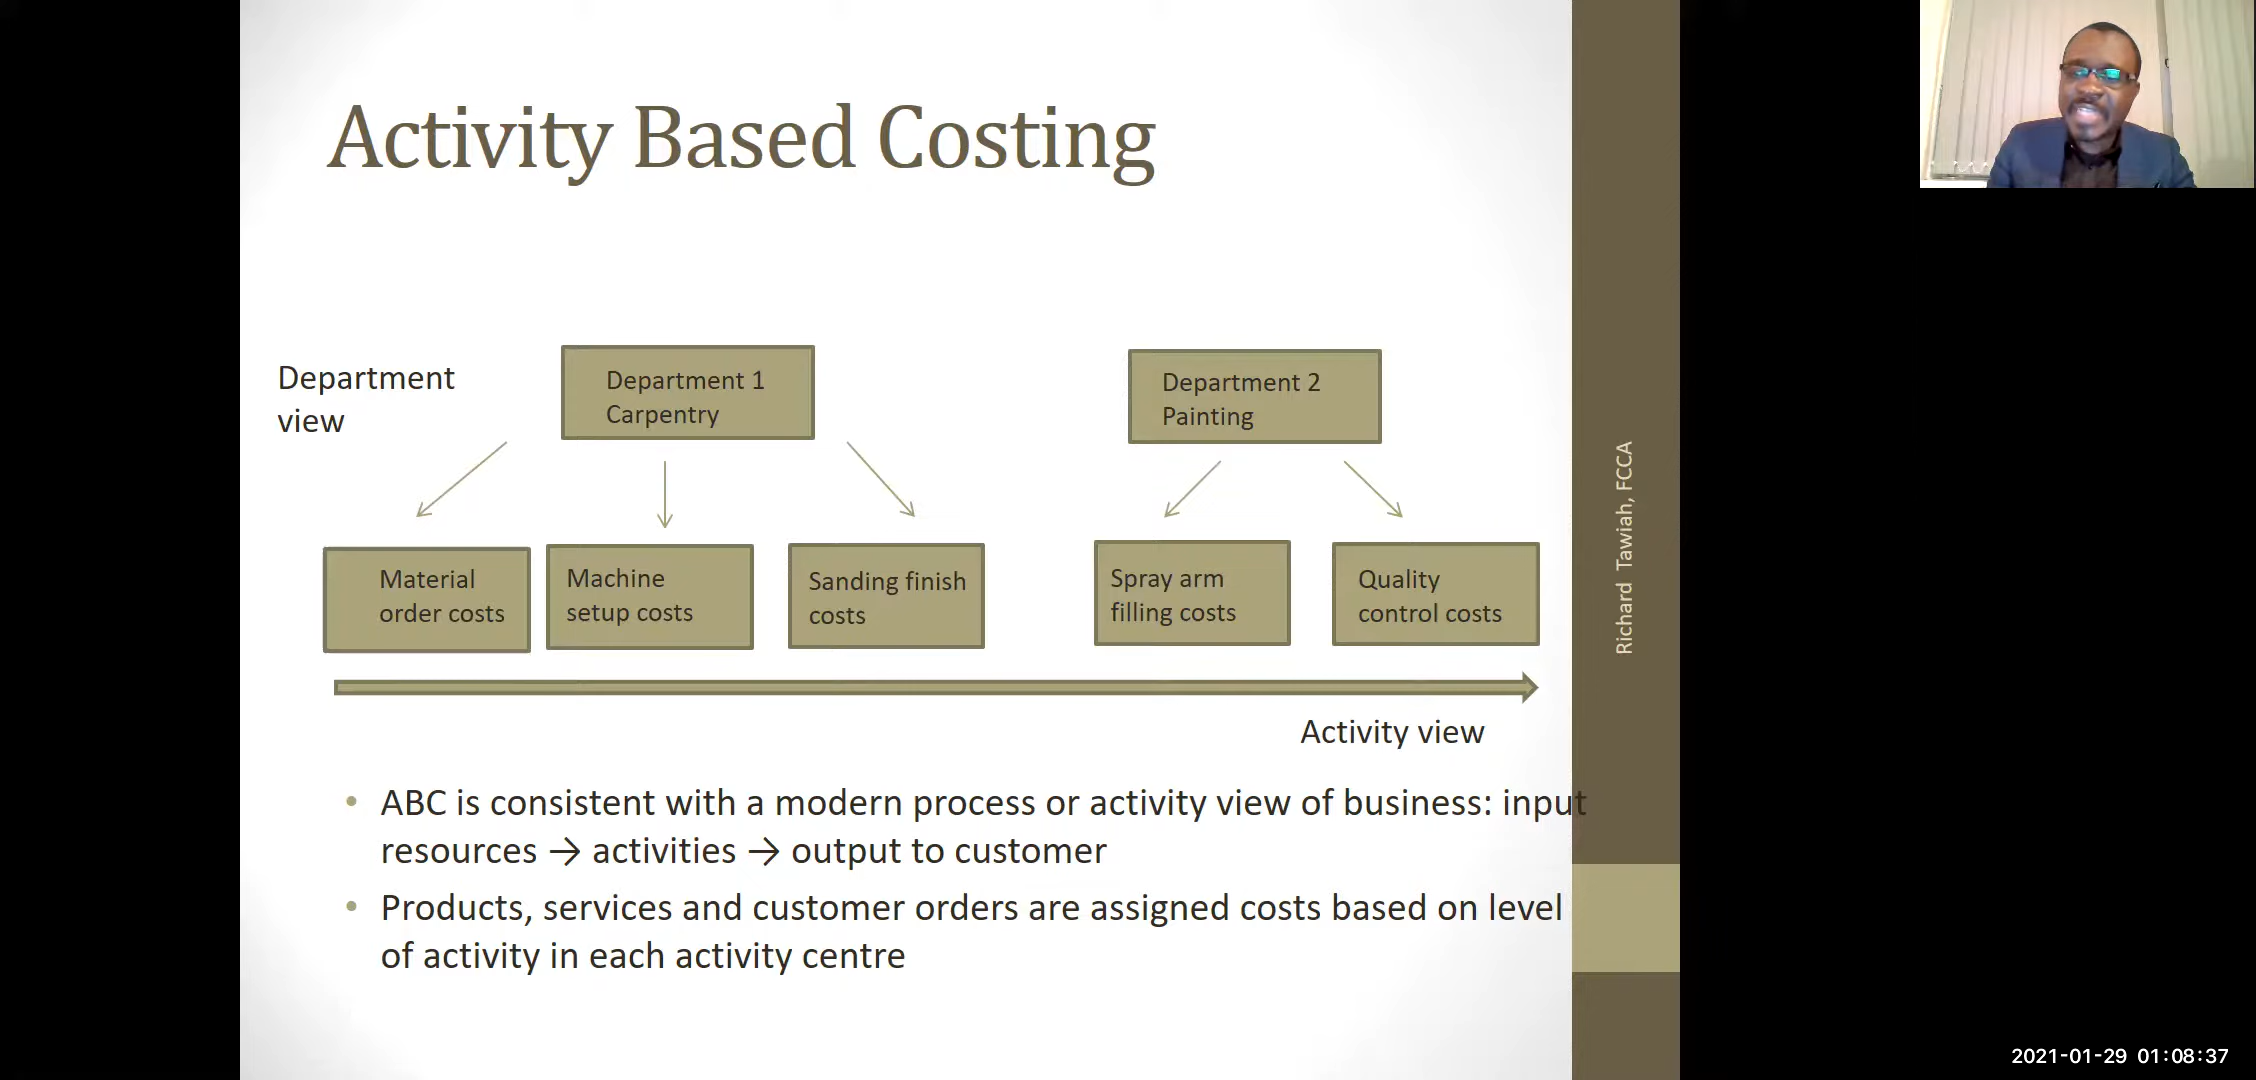 Activity Based Costing
Department
view
Department 1
Carpentry
Department 2
Painting
Material
order costs
Machine
setup costs
Sanding finish
costs
Spray arm
filling costs
Quality
control costs
Activity view
• ABC is consistent with a modern process or activity view of business: input
resources → activities → output to customer
• Products, services and customer orders are assigned costs based on level
of activity in each activity centre
Richard Tawiah, FCCA
2021-01-29 01:08:37